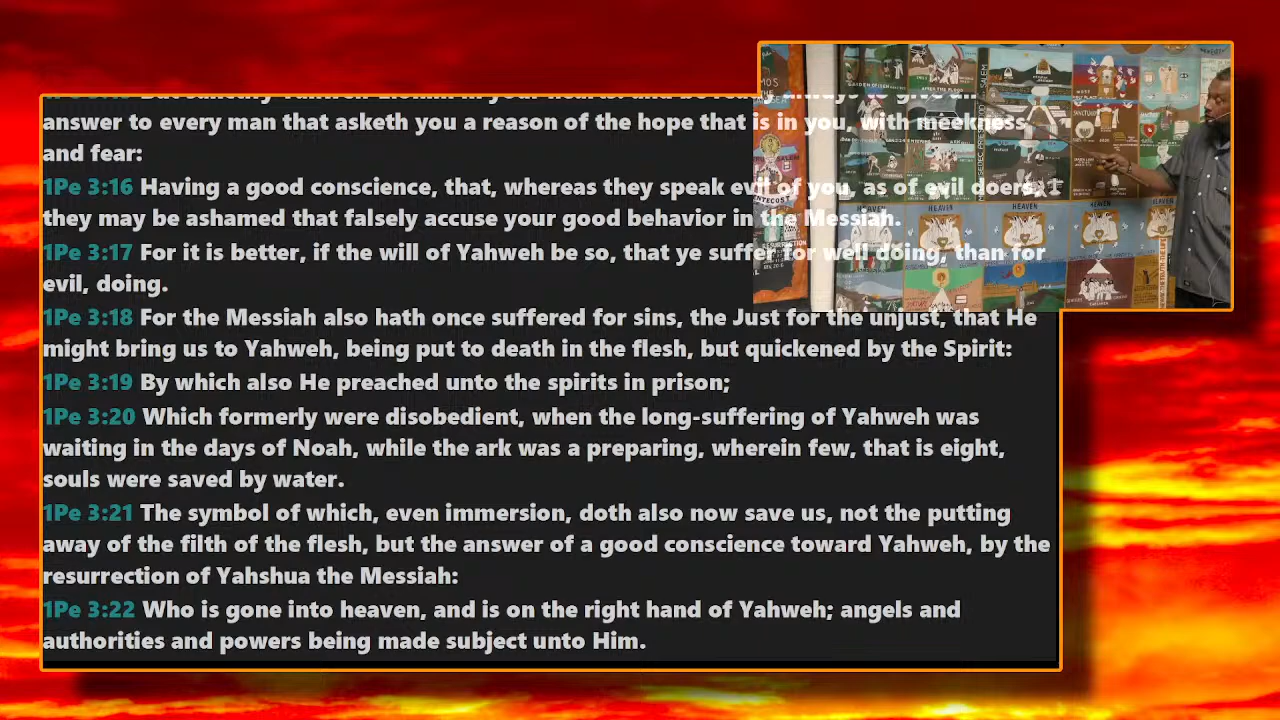 answer to every man that asketh you a reason of the hope that is in you, with meekness
and fear:
1Pe 3:16 Having a good conscience, that, whereas they speak evil of you, as of evil doers,
they may be ashamed that falsely accuse your good behavior in the Messiah.
1Pe 3:17 For it is better, if the will of Yahweh be so, that ye suffer for well doing, than for
evil, doing.
1Pe 3:18 For the Messiah also hath once suffered for sins, the Just for the unjust, that He
might bring us to Yahweh, being put to death in the flesh, but quickened by the Spirit:
1Pe 3:19 By which also He preached unto the spirits in prison;
1Pe 3:20 Which formerly were disobedient, when the long-suffering of Yahweh was
waiting in the days of Noah, while the ark was a preparing, wherein few, that is eight,
souls were saved by water.
1Pe 3:21 The symbol of which, even immersion, doth also now save us, not the putting
away of the filth of the flesh, but the answer of a good conscience toward Yahweh, by the
resurrection of Yahshua the Messiah:
1Pe 3:22 Who is gone into heaven, and is on the right hand of Yahweh; angels and
authorities and powers being made subject unto Him.
HEAVEN HEAVEN HEAVEN HEAVEN HEAVEN